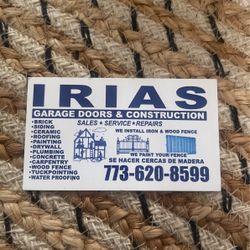 IRIAS
GARAGE DOORS & CONSTRUCTION
SALES • SERVICE • REPAIRS
•BRICK
•SIDING
•CERAMIC
•ROOFING
•PAINTING
•DRYWALL
•PLUMBING
•CONCRETE
•CARPENTRY
•WOOD FENCE
•TUCKPOINTING
•WATER PROOFING
WE INSTALL IRON & WOOD FENCE
WE PAINT YOUR FENCE
SE HACER CERCAS DE MADERA
773-620-8599